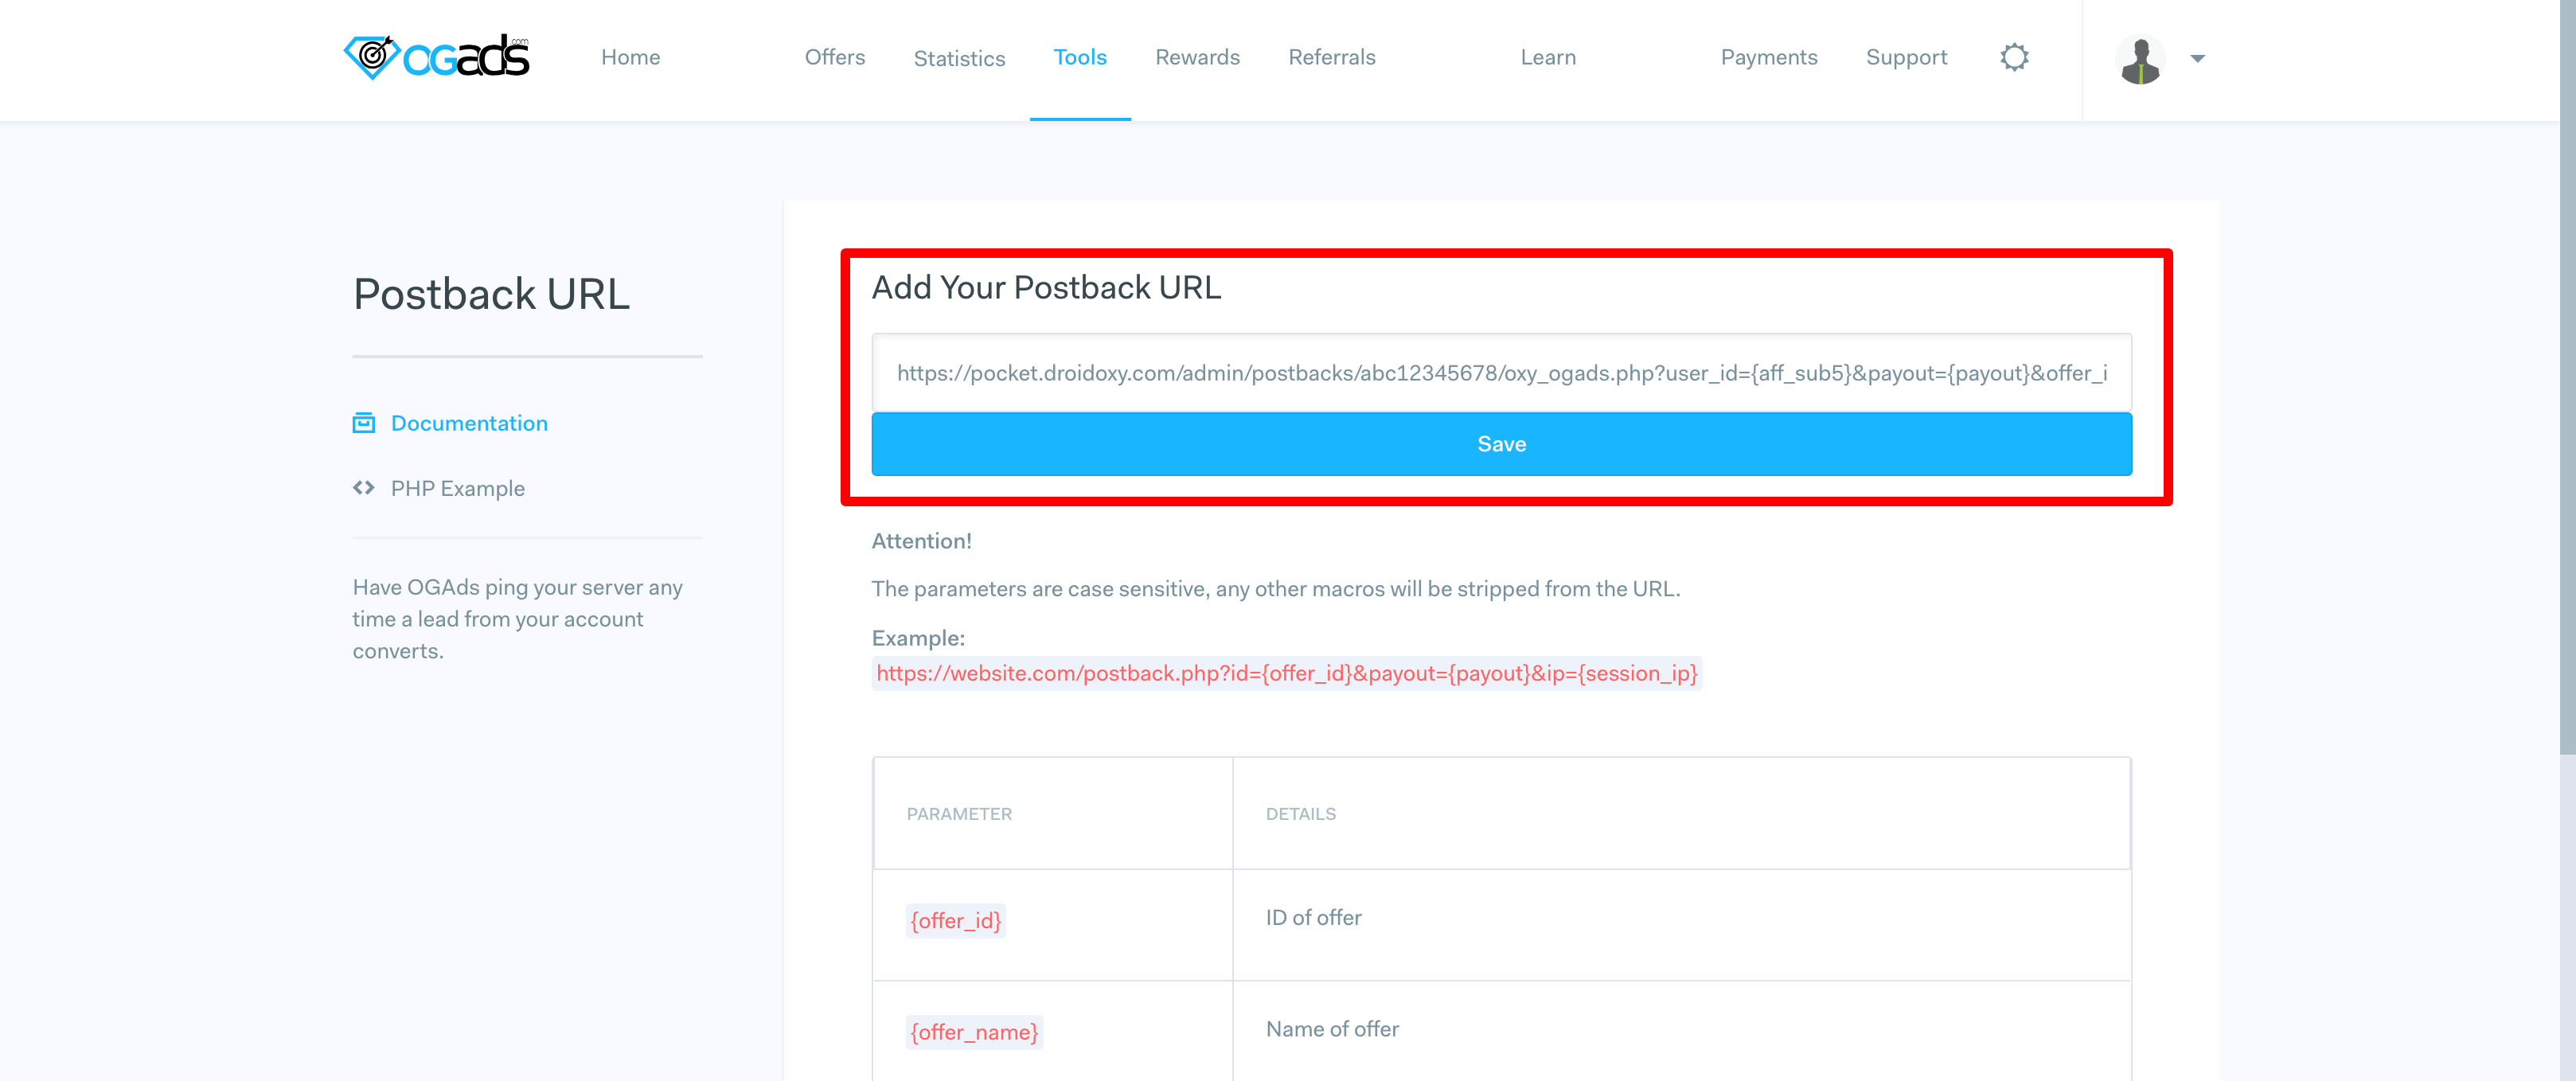 OGads.com
Home Offers Statistics Tools Rewards Referrals Learn Payments Support
Postback URL
Documentation
PHP Example
Have OGAds ping your server any
time a lead from your account
converts.
Add Your Postback URL
https://pocket.droidoxy.com/admin/postbacks/abc12345678/oxy_ogads.php?user_id={aff_sub5}&payout={payout}&offer_i
Save
Attention!
The parameters are case sensitive, any other macros will be stripped from the URL.
Example:
https://website.com/postback.php?id={offer_id}&payout={payout}&ip={session_ip}
PARAMETER DETAILS
{offer_id} ID of offer
{offer_name} Name of offer